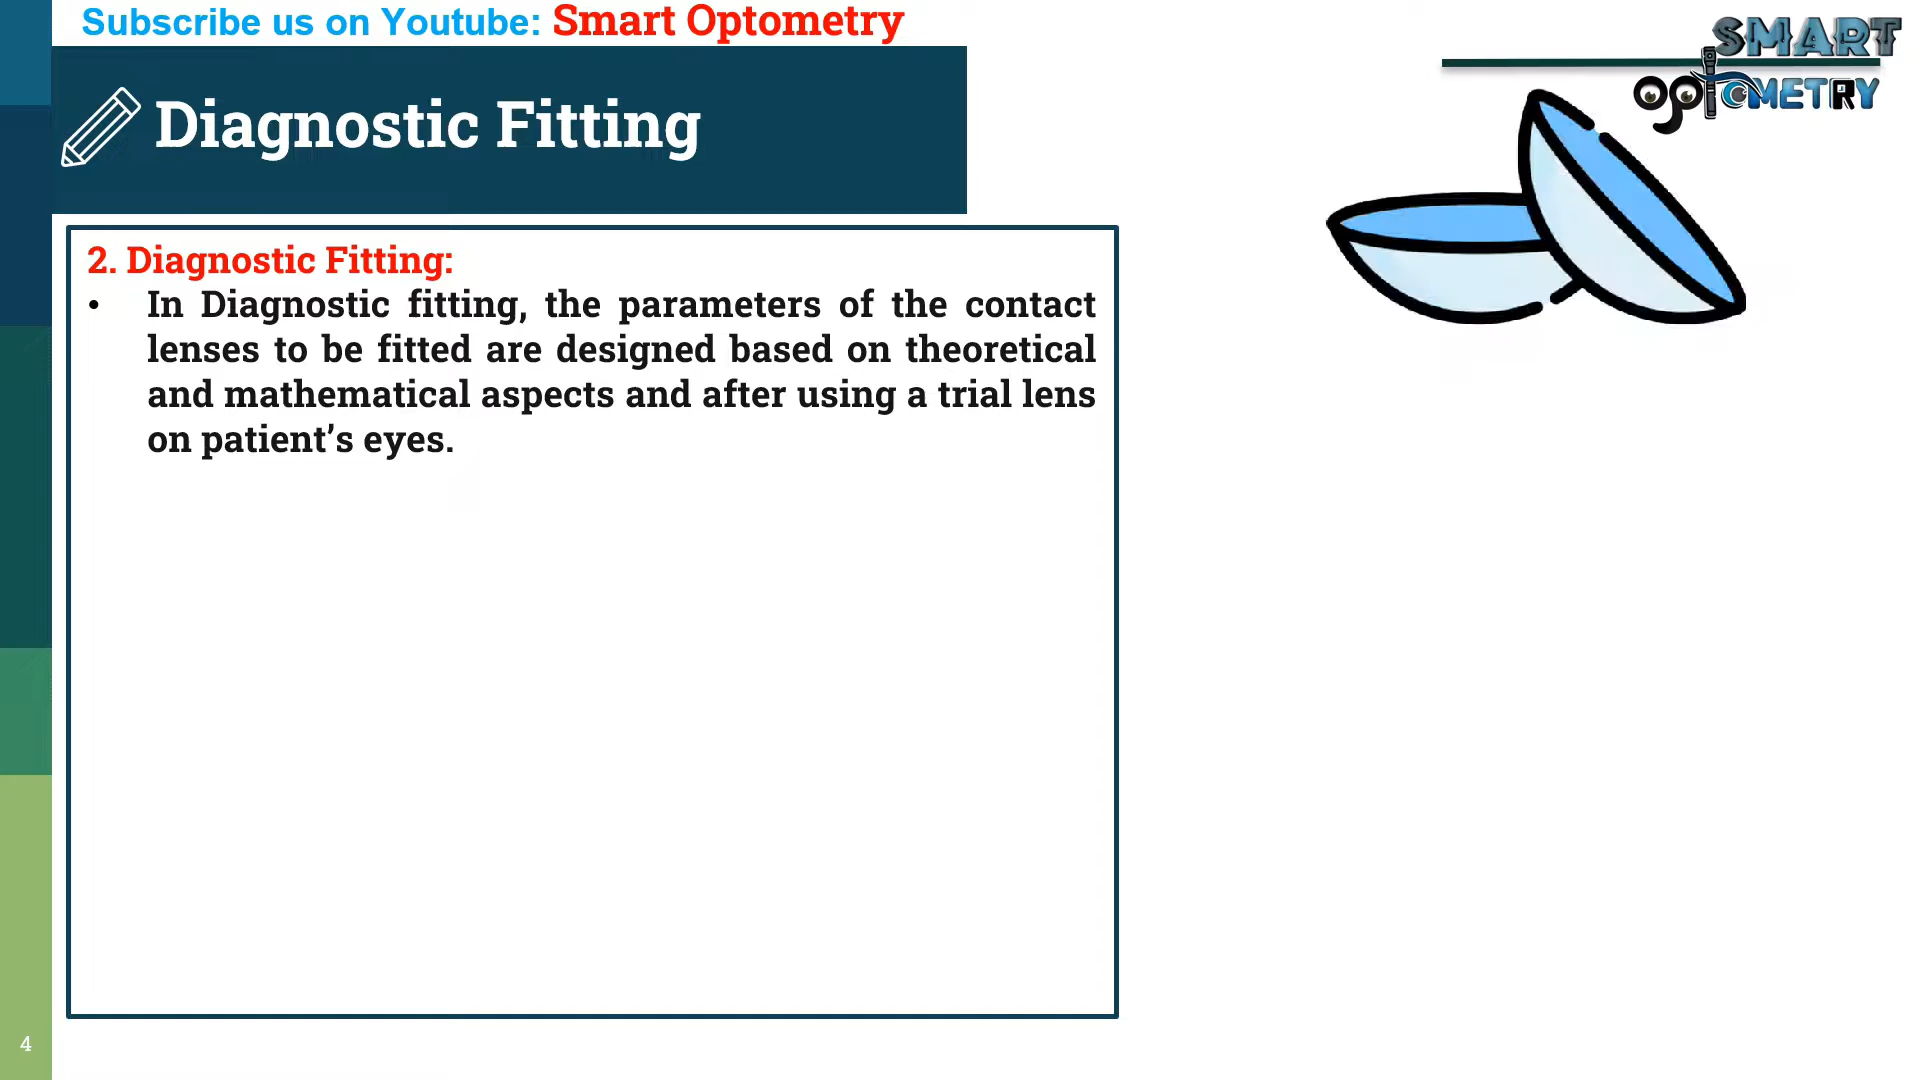 Subscribe us on Youtube: Smart Optometry
SMART
optOMETRY
Diagnostic Fitting
2. Diagnostic Fitting:
• In Diagnostic fitting, the parameters of the contact
lenses to be fitted are designed based on theoretical
and mathematical aspects and after using a trial lens
on patient’s eyes.
4